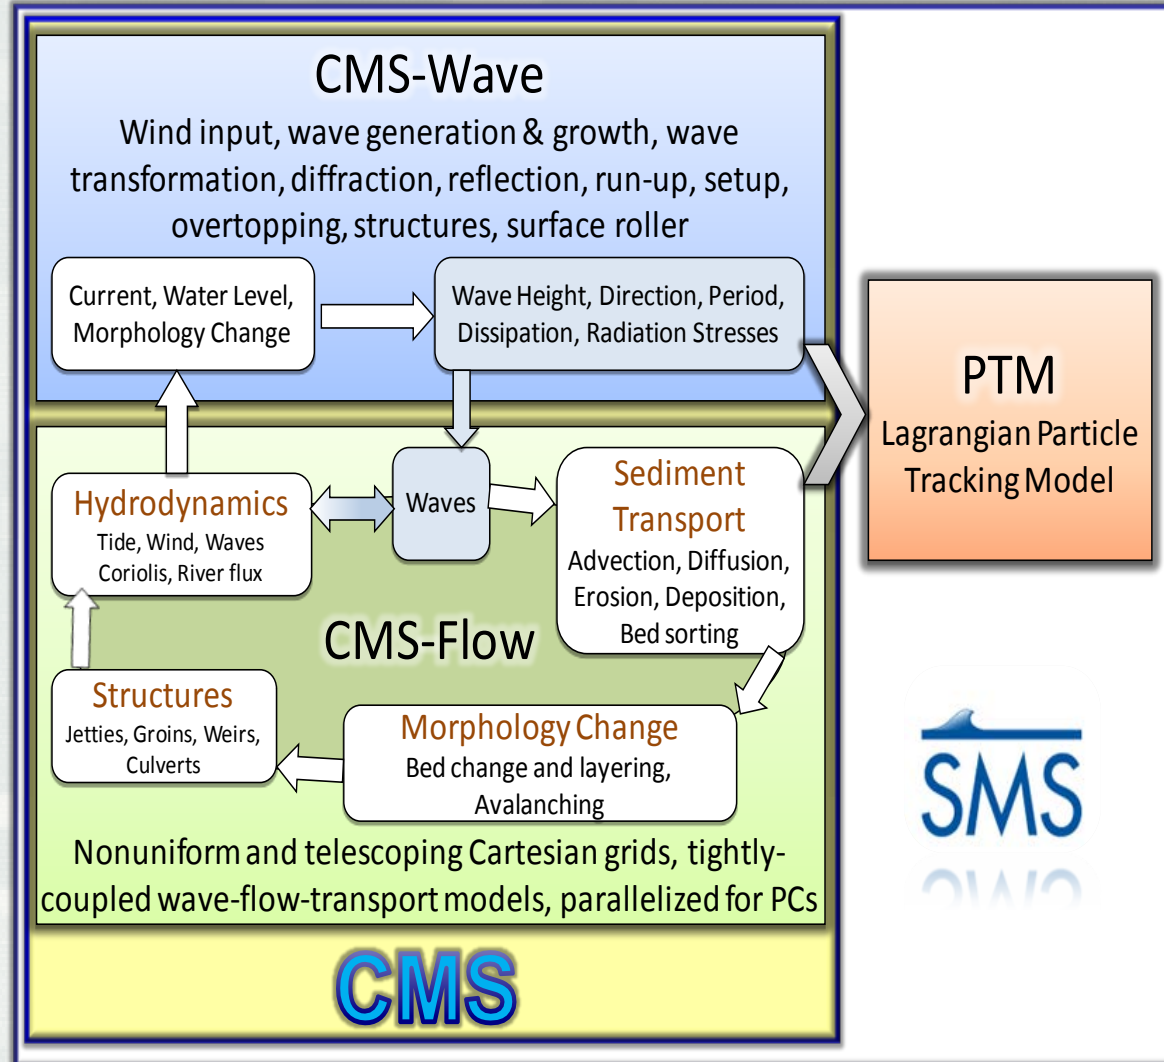 CMS-Wave
Wind input, wave generation & growth, wave
transformation, diffraction, reflection, run-up, setup,
overtopping, structures, surface roller
Current, Water Level,
Morphology Change
Wave Height, Direction, Period,
Dissipation, Radiation Stresses
PTM
Lagrangian Particle
Tracking Model
Hydrodynamics
Tide, Wind, Waves
Coriolis, River flux
Waves
Sediment
Transport
Advection, Diffusion,
Erosion, Deposition,
Bed sorting
CMS-Flow
Structures
Jetties, Groins, Weirs,
Culverts
Morphology Change
Bed change and layering,
Avalanching
Nonuniform and telescoping Cartesian grids, tightly-
coupled wave-flow-transport models, parallelized for PCs
CMS
SMS